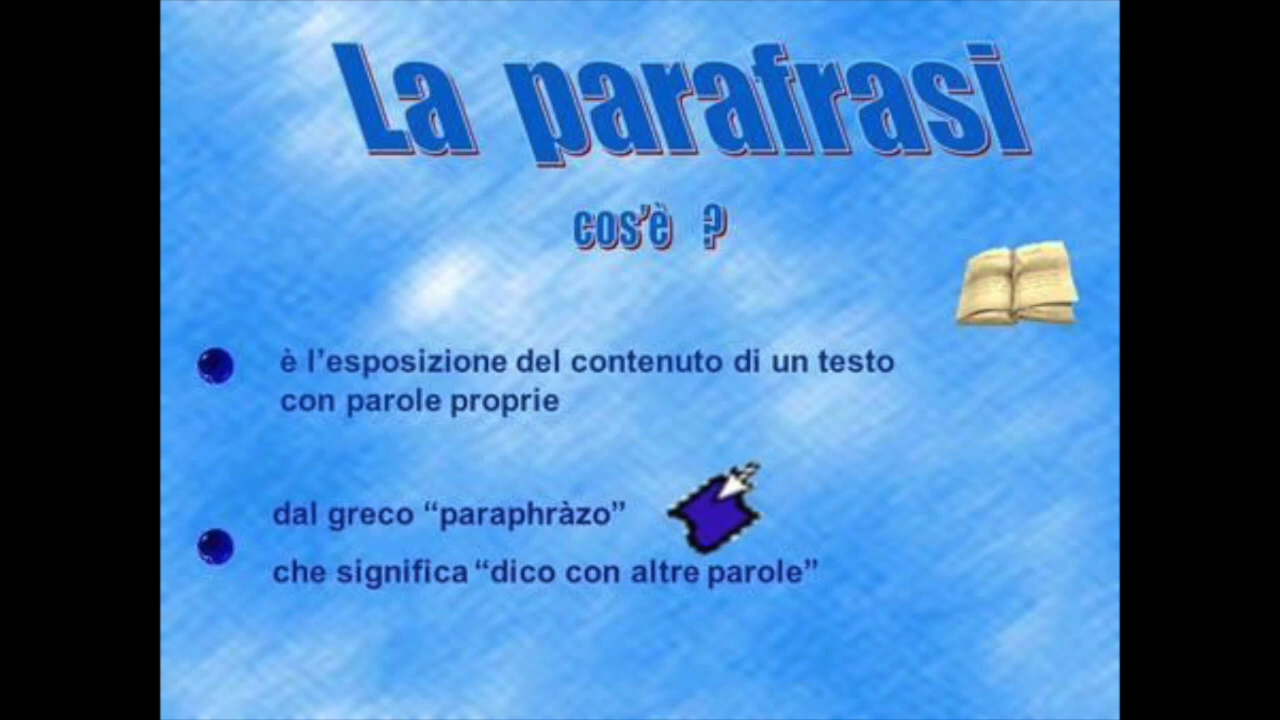 La parafrasi
cos'è ?
è l’esposizione del contenuto di un testo
con parole proprie
dal greco “paraphràzo”
che significa “dico con altre parole”